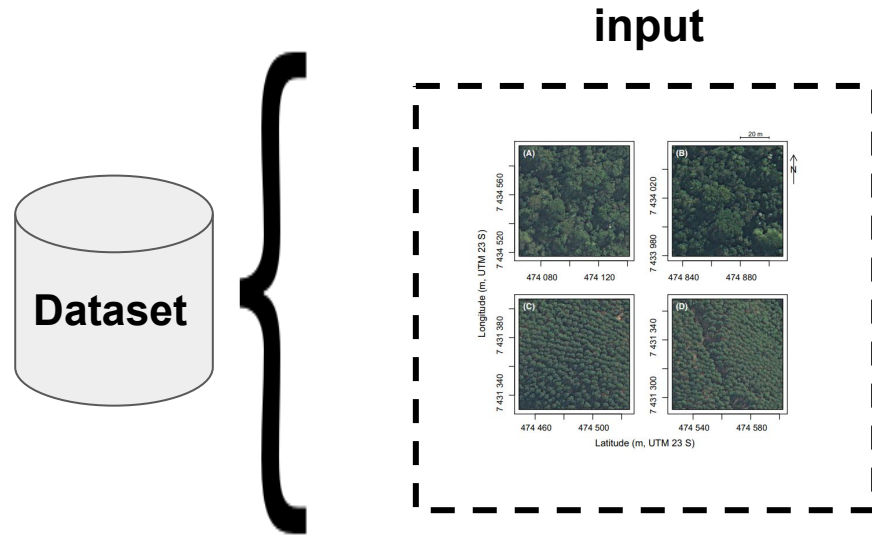 input
Dataset
20 m
(A)
(B)
N
7 434 560
7 434 520
474 080
474 120
7 434 020
7 433 980
474 840
474 880
Longitude (m, UTM 23 S)
(C)
(D)
7 431 380
7 431 340
474 460
474 500
7 431 340
7 431 300
474 540
474 580
Latitude (m, UTM 23 S)